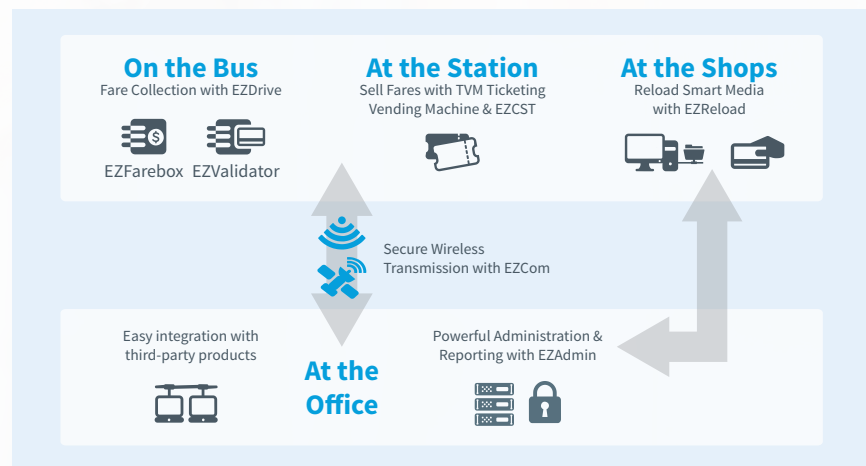 On the Bus
Fare Collection with EZDrive
EZFarebox EZValidator
At the Station
Sell Fares with TVM Ticketing
Vending Machine & EZCST
At the Shops
Reload Smart Media
with EZReload
Secure Wireless
Transmission with EZCom
Easy integration with
third-party products
At the
Office
Powerful Administration &
Reporting with EZAdmin